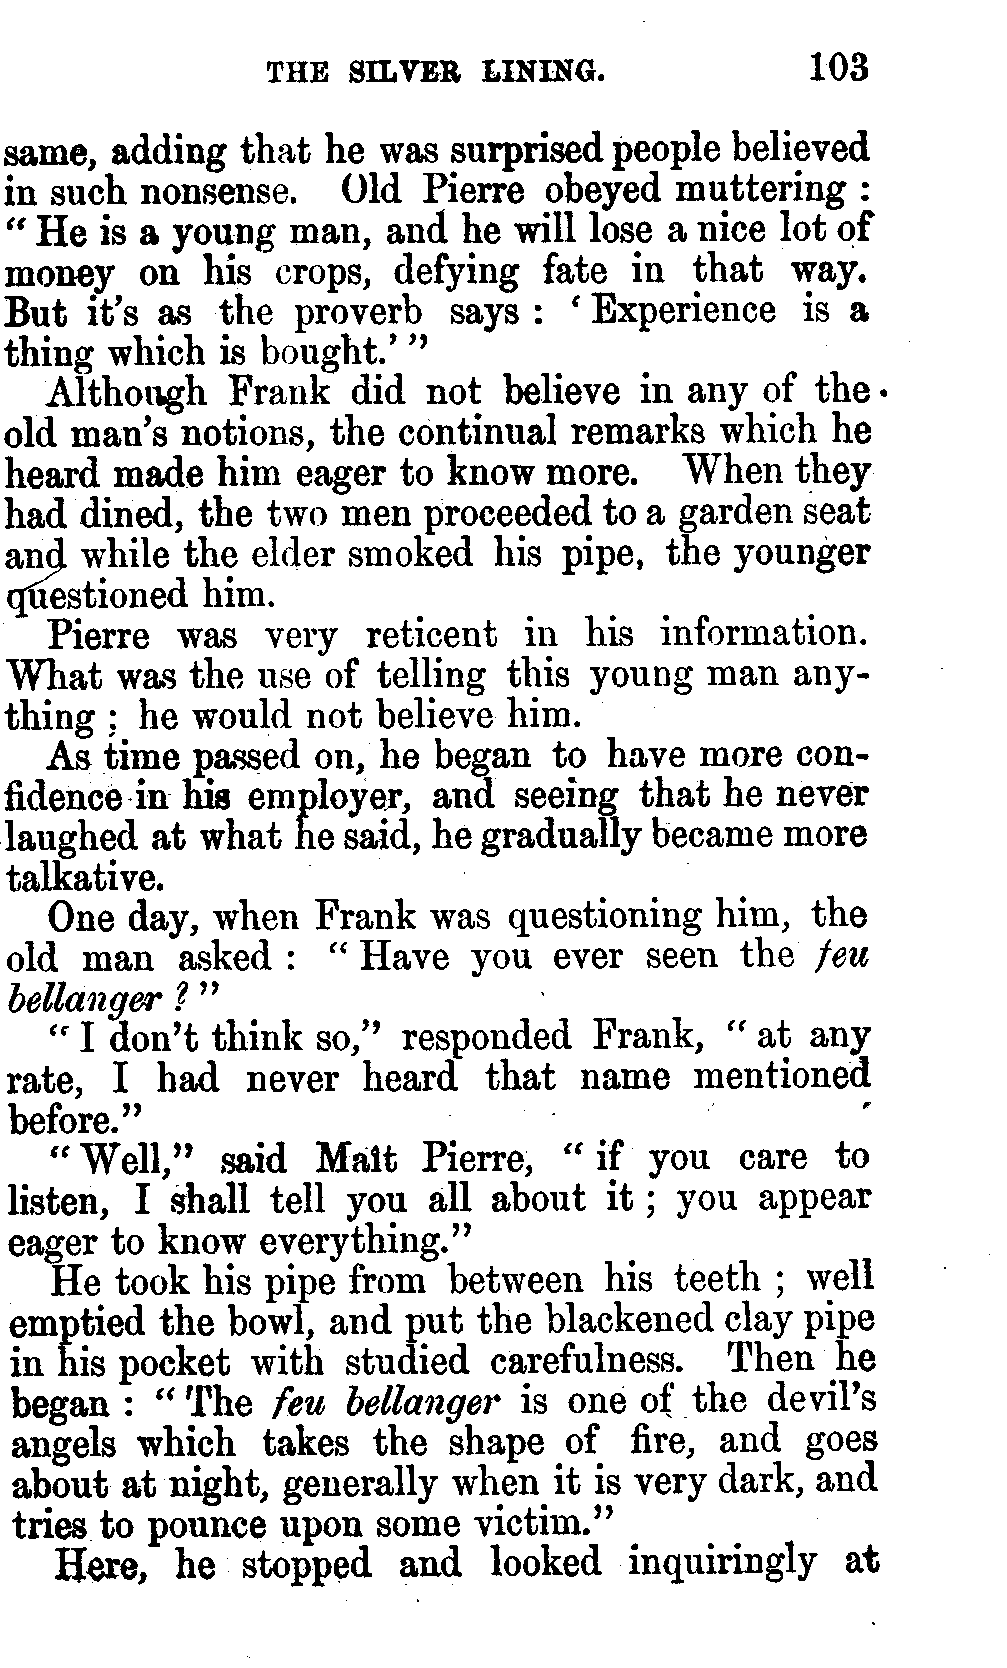 THE SILVER LINING. 103
same, adding that he was surprised people believed
in such nonsense. Old Pierre obeyed muttering :
“ He is a young man, and he will lose a nice lot of
money on his crops, defying fate in that way.
But it's as the proverb says : ‘ Experience is a
thing which is bought.’ ”
Although Frank did not believe in any of the
old man's notions, the continual remarks which he
heard made him eager to know more. When they
had dined, the two men proceeded to a garden seat
and while the elder smoked his pipe, the younger
questioned him.
Pierre was very reticent in his information.
What was the use of telling this young man any-
thing ; he would not believe him.
As time passed on, he began to have more con-
fidence in his employer, and seeing that he never
laughed at what he said, he gradually became more
talkative.
One day, when Frank was questioning him, the
old man asked : “ Have you ever seen the feu
bellanger ? ”
“ I don't think so,” responded Frank, “ at any
rate, I had never heard that name mentioned
before.”
“ Well,” said Malt Pierre, “ if you care to
listen, I shall tell you all about it ; you appear
eager to know everything.”
He took his pipe from between his teeth ; well
emptied the bowl, and put the blackened clay pipe
in his pocket with studied carefulness. Then he
began : “ The feu bellanger is one of the devil's
angels which takes the shape of fire, and goes
about at night, generally when it is very dark, and
tries to pounce upon some victim.”
Here, he stopped and looked inquiringly at